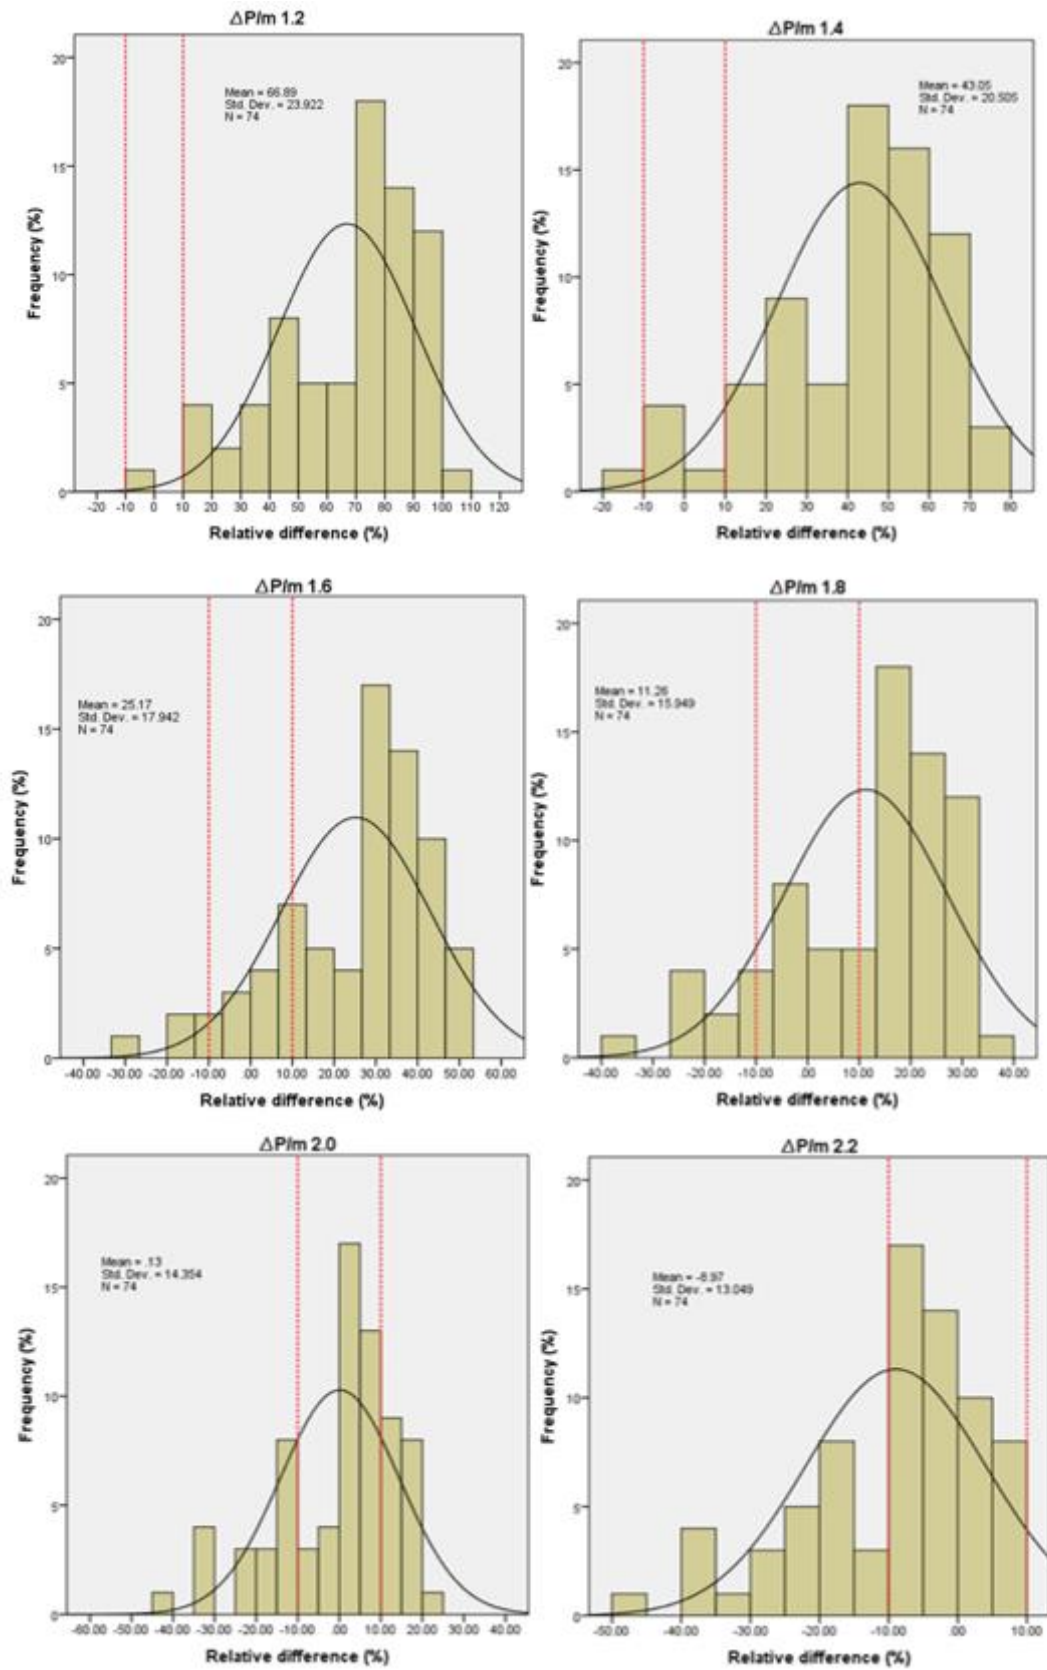 △P/m 1.2
20
15
10
5
0
Frequency (%)
Mean = 66.89
Std. Dev. = 23.922
N = 74
-20 -10 0 10 20 30 40 50 60 70 80 90 100 110 120
Relative difference (%)
△P/m 1.4
20
15
10
5
0
Frequency (%)
Mean = 43.05
Std. Dev. = 20.505
N = 74
-20 -10 0 10 20 30 40 50 60 70 80
Relative difference (%)
△P/m 1.6
20
15
10
5
0
Frequency (%)
Mean = 25.17
Std. Dev. = 17.942
N = 74
-40.00 -30.00 -20.00 -10.00 .00 10.00 20.00 30.00 40.00 50.00 60.00
Relative difference (%)
△P/m 1.8
20
15
10
5
0
Frequency (%)
Mean = 11.26
Std. Dev. = 15.949
N = 74
-40.00 -30.00 -20.00 -10.00 .00 10.00 20.00 30.00 40.00
Relative difference (%)
△P/m 2.0
20
15
10
5
0
Frequency (%)
Mean = .13
Std. Dev. = 14.354
N = 74
-60.00 -50.00 -40.00 -30.00 -20.00 -10.00 .00 10.00 20.00 30.00 40.00
Relative difference (%)
△P/m 2.2
20
15
10
5
0
Frequency (%)
Mean = -8.97
Std. Dev. = 13.049
N = 74
-50.00 -40.00 -30.00 -20.00 -10.00 .00 10.00
Relative difference (%)